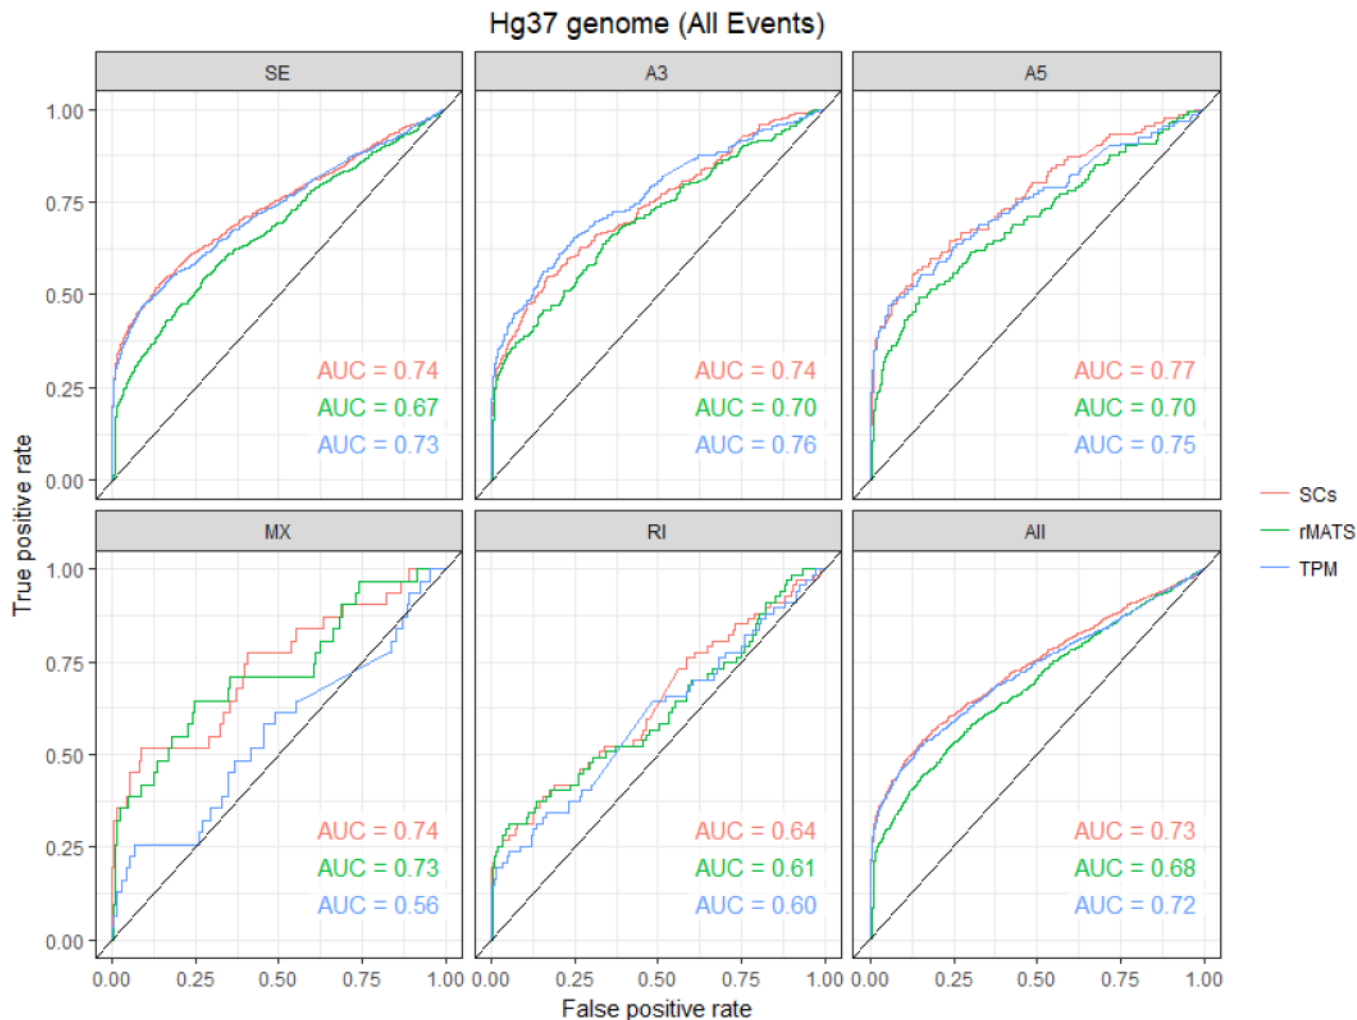 Hg37 genome (All Events)
SE
A3
A5
1.00
0.75
0.50
0.25
0.00
AUC = 0.74
AUC = 0.67
AUC = 0.73
AUC = 0.74
AUC = 0.70
AUC = 0.76
AUC = 0.77
AUC = 0.70
AUC = 0.75
True positive rate
SCs
rMATS
TPM
MX
RI
All
1.00
0.75
0.50
0.25
0.00
AUC = 0.74
AUC = 0.73
AUC = 0.56
AUC = 0.64
AUC = 0.61
AUC = 0.60
AUC = 0.73
AUC = 0.68
AUC = 0.72
0.00 0.25 0.50 0.75 1.00
0.00 0.25 0.50 0.75 1.00
0.00 0.25 0.50 0.75 1.00
False positive rate